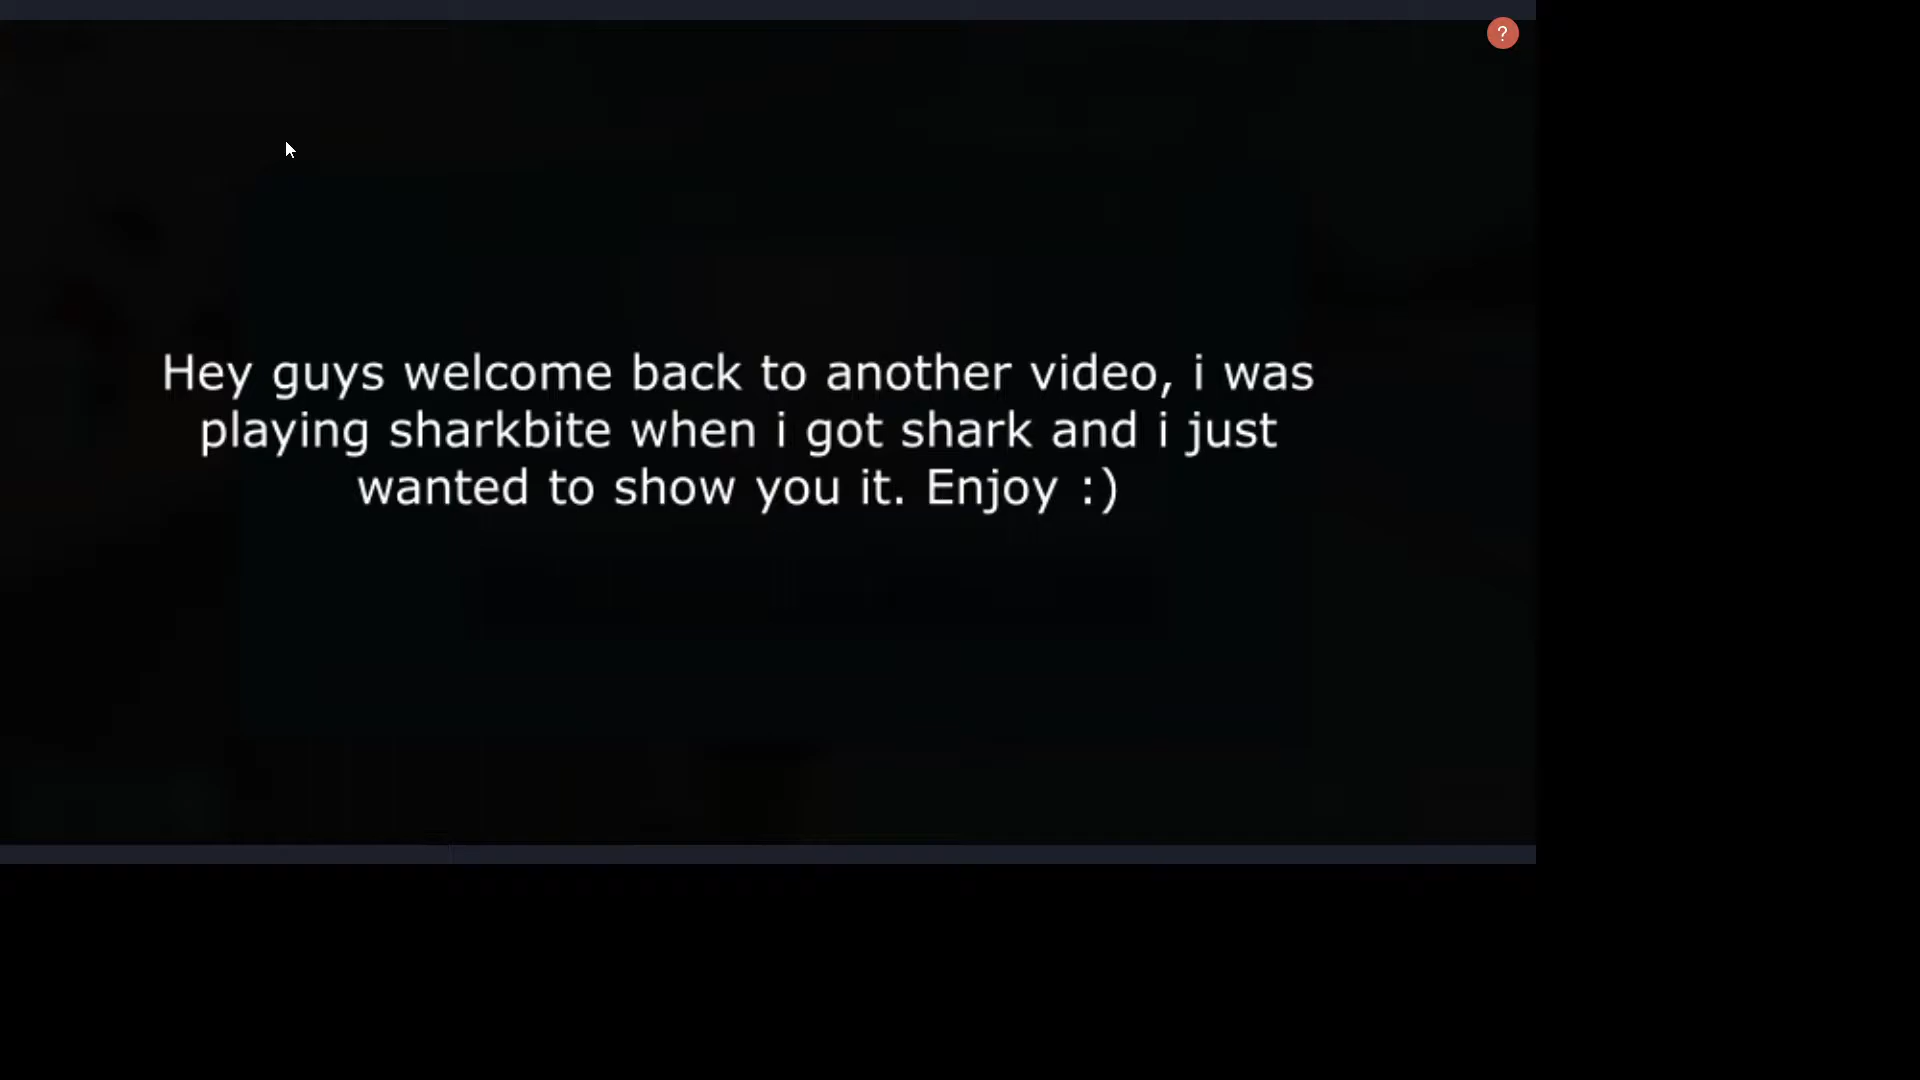 ?
Hey guys welcome back to another video, i was
playing sharkbite when i got shark and i just
wanted to show you it. Enjoy :)